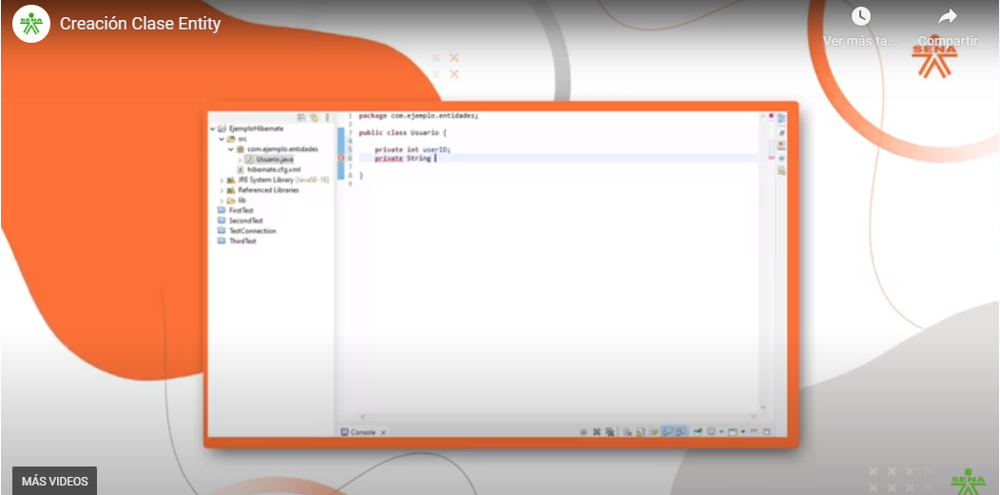 Creación Clase Entity
Ver más ta...
Compartir
SENA
EjemploHibernate
src
com.ejemplo.entidades
Usuario.java
hibernate.cfg.xml
JRE System Library [JavaSE-16]
Referenced Libraries
lib
FirstTest
SecondTest
TestConnection
ThirdTest
1 package com.ejemplo.entidades;
2
3 public class Usuario {
4
5 private int userID;
6 private String
7
8 }
9
Console
MÁS VIDEOS
SENA